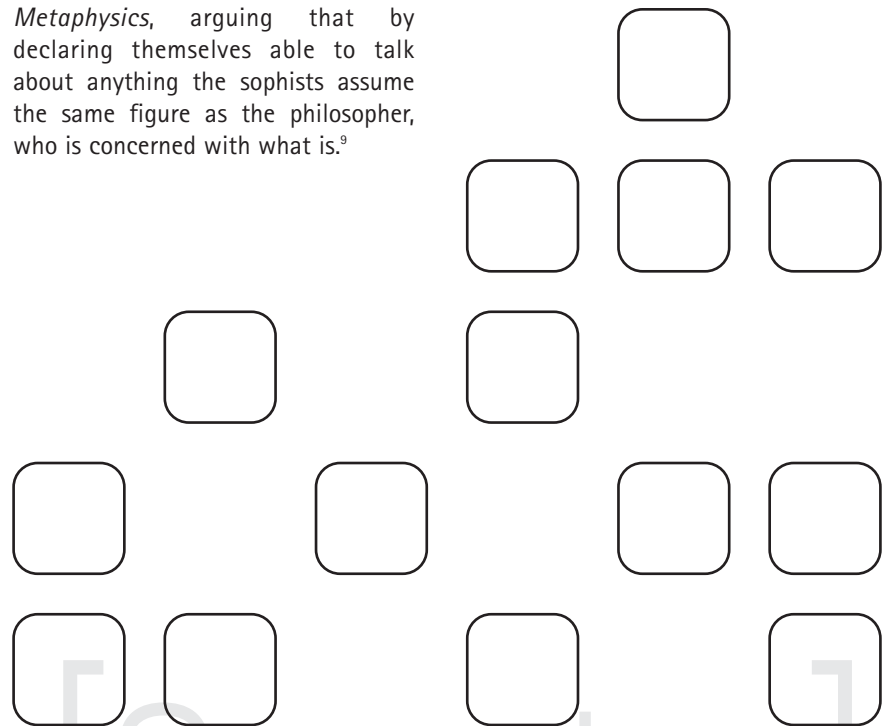 Metaphysics, arguing that by
declaring themselves able to talk
about anything the sophists assume
the same figure as the philosopher,
who is concerned with what is.⁹